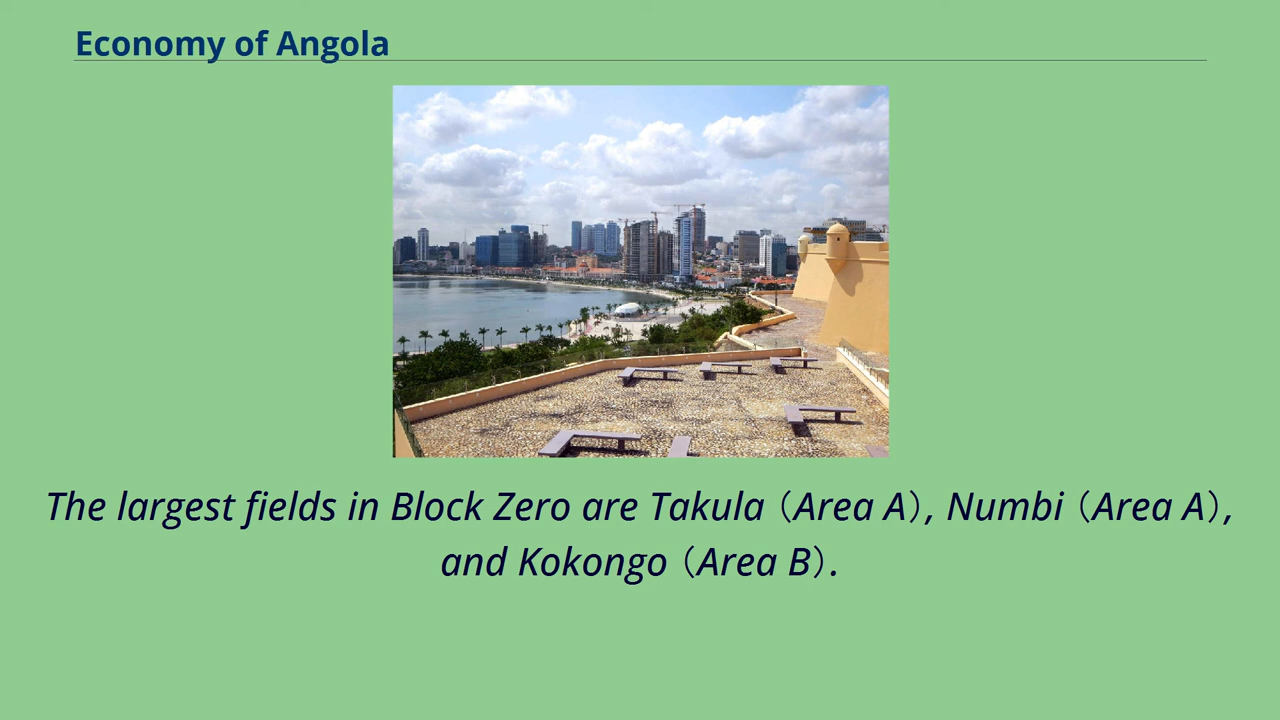 Economy of Angola
The largest fields in Block Zero are Takula (Area A), Numbi (Area A),
and Kokongo (Area B).